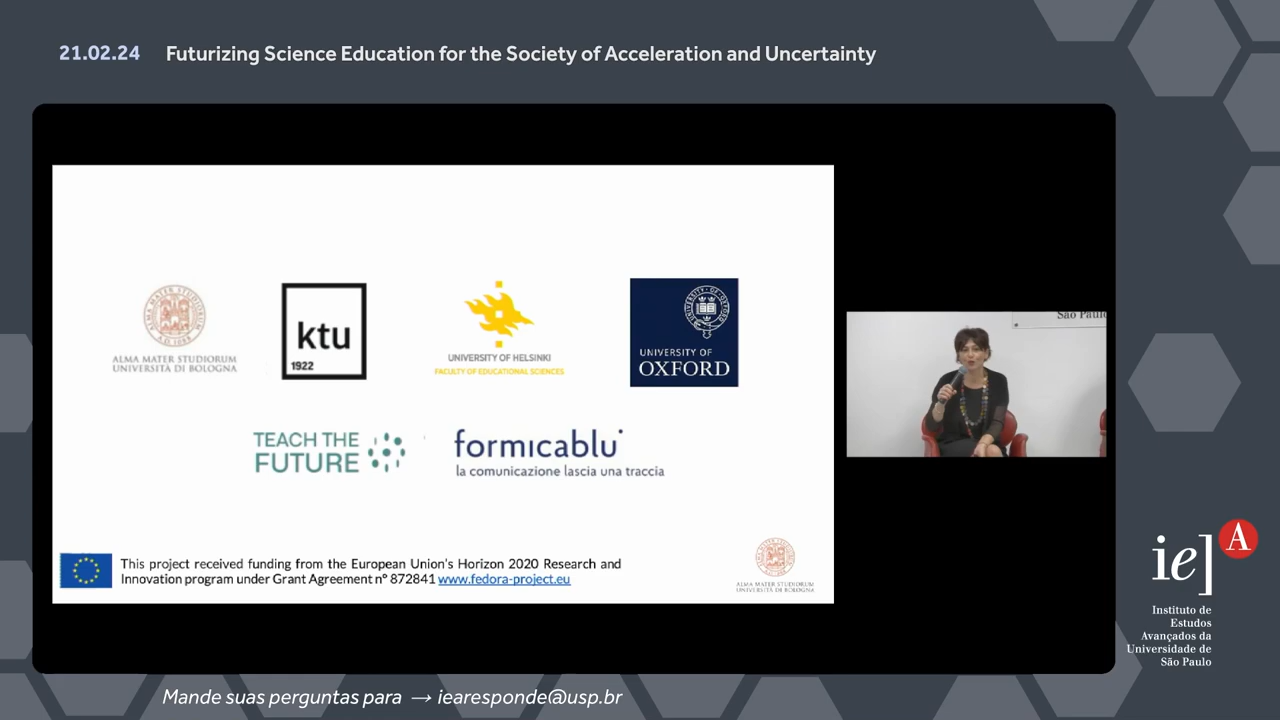 21.02.24 Futurizing Science Education for the Society of Acceleration and Uncertainty
São Paulo
ALMA MATER STUDIORUM
UNIVERSITÀ DI BOLOGNA
ktu
1922
UNIVERSITY OF HELSINKI
FACULTY OF EDUCATIONAL SCIENCES
UNIVERSITY OF
OXFORD
TEACH THE
FUTURE
formicablu
la comunicazione lascia una traccia
This project received funding from the European Union's Horizon 2020 Research and
Innovation program under Grant Agreement nº 872841 www.fedora-project.eu
ALMA MATER STUDIORUM
UNIVERSITÀ DI BOLOGNA
ie] A
Instituto de
Estudos
Avançados da
Universidade de
São Paulo
Mande suas perguntas para → iearesponde@usp.br